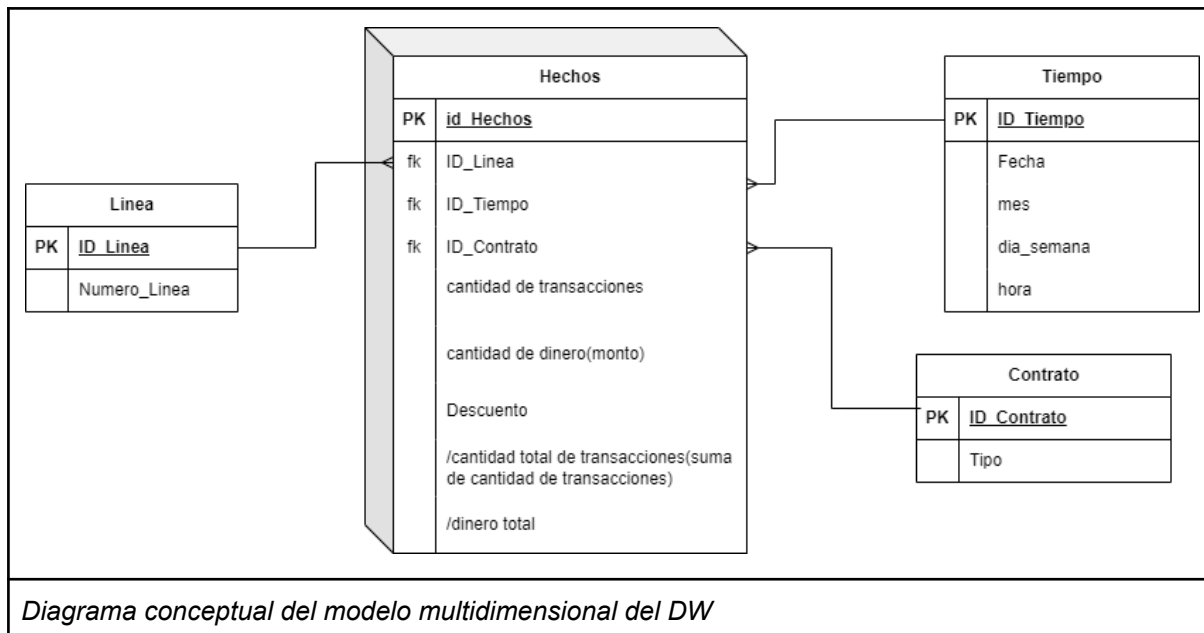 Linea
PK ID_Linea
Numero_Linea
Hechos
PK id_Hechos
fk ID_Linea
fk ID_Tiempo
fk ID_Contrato
cantidad de transacciones
cantidad de dinero(monto)
Descuento
/cantidad total de transacciones(suma
de cantidad de transacciones)
/dinero total
Tiempo
PK ID_Tiempo
Fecha
mes
dia_semana
hora
Contrato
PK ID_Contrato
Tipo
Diagrama conceptual del modelo multidimensional del DW